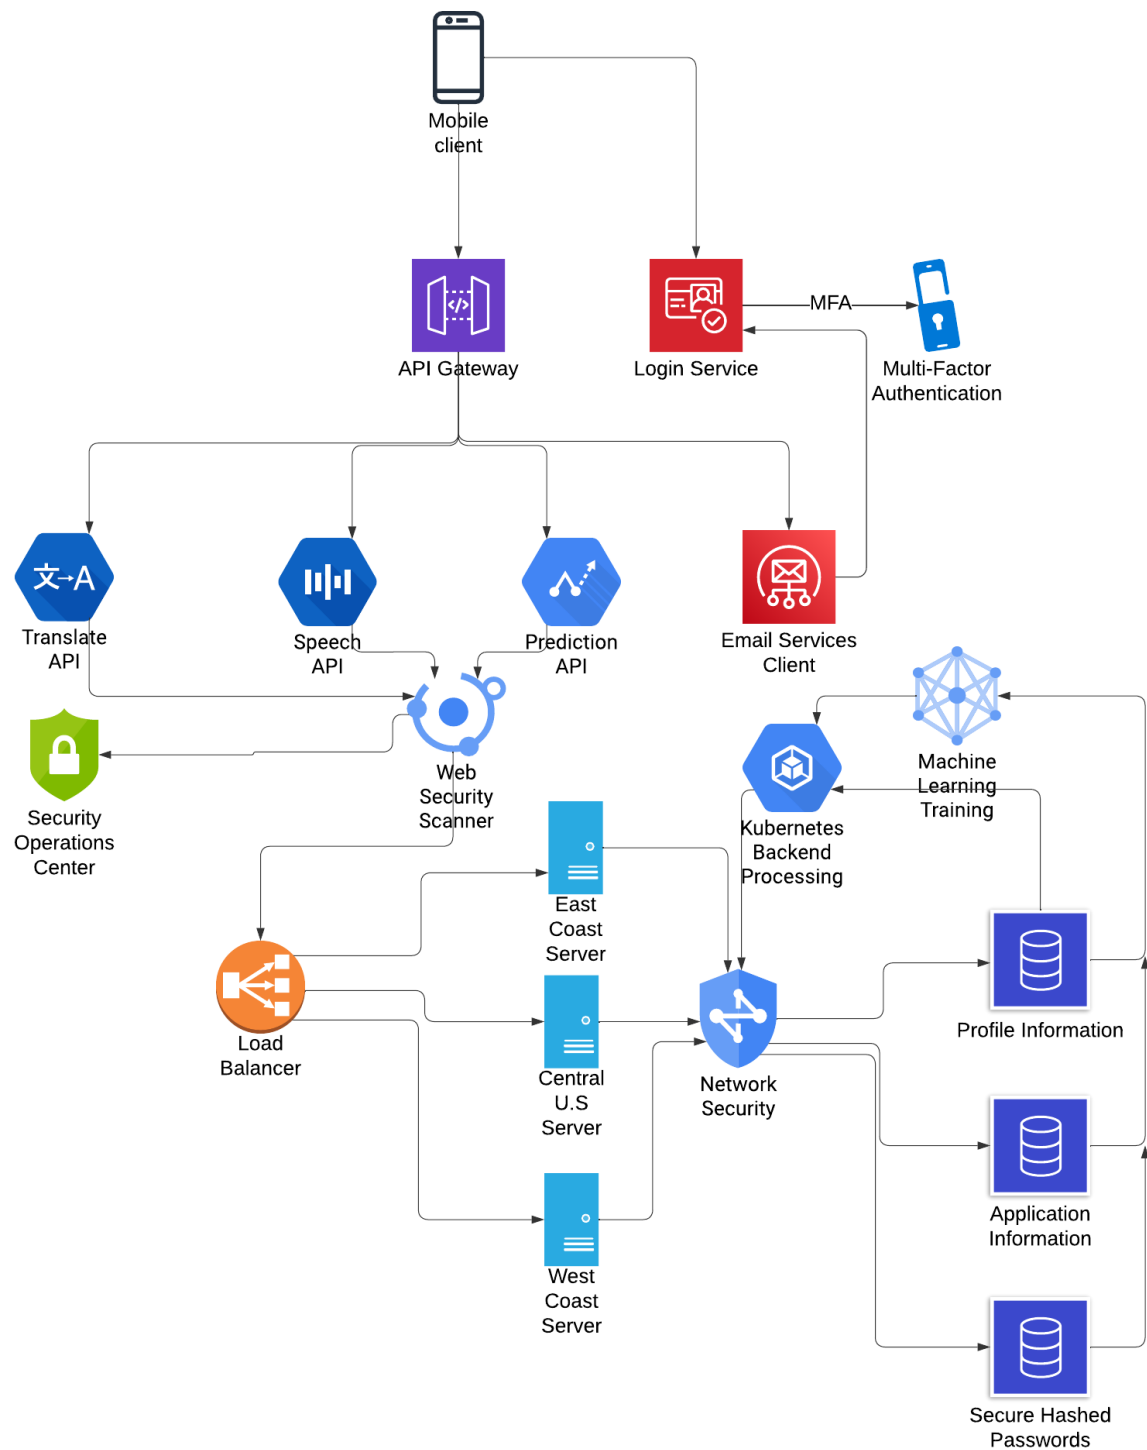 Mobile
client
API Gateway
Login Service
MFA
Multi-Factor
Authentication
文→A
Translate
API
Speech
API
Prediction
API
Email Services
Client
Security
Operations
Center
Web
Security
Scanner
Machine
Learning
Training
Kubernetes
Backend
Processing
East
Coast
Server
Load
Balancer
Central
U.S
Server
Network
Security
Profile Information
Application
Information
West
Coast
Server
Secure Hashed
Passwords